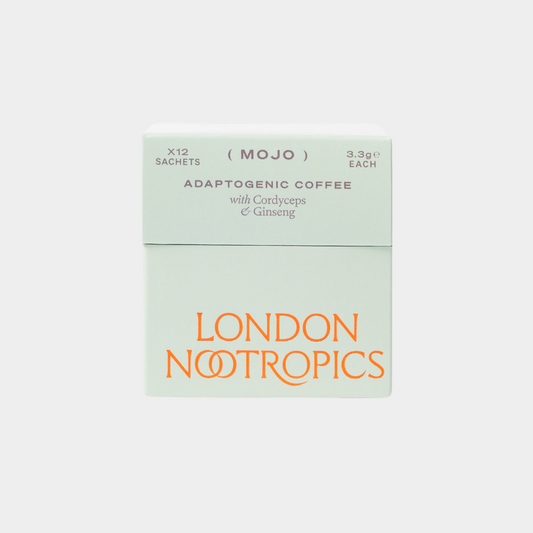 X12 SACHETS
( MOJO )
3.3g℮ EACH
ADAPTOGENIC COFFEE
with Cordyceps
& Ginseng
LONDON
NOOTROPICS